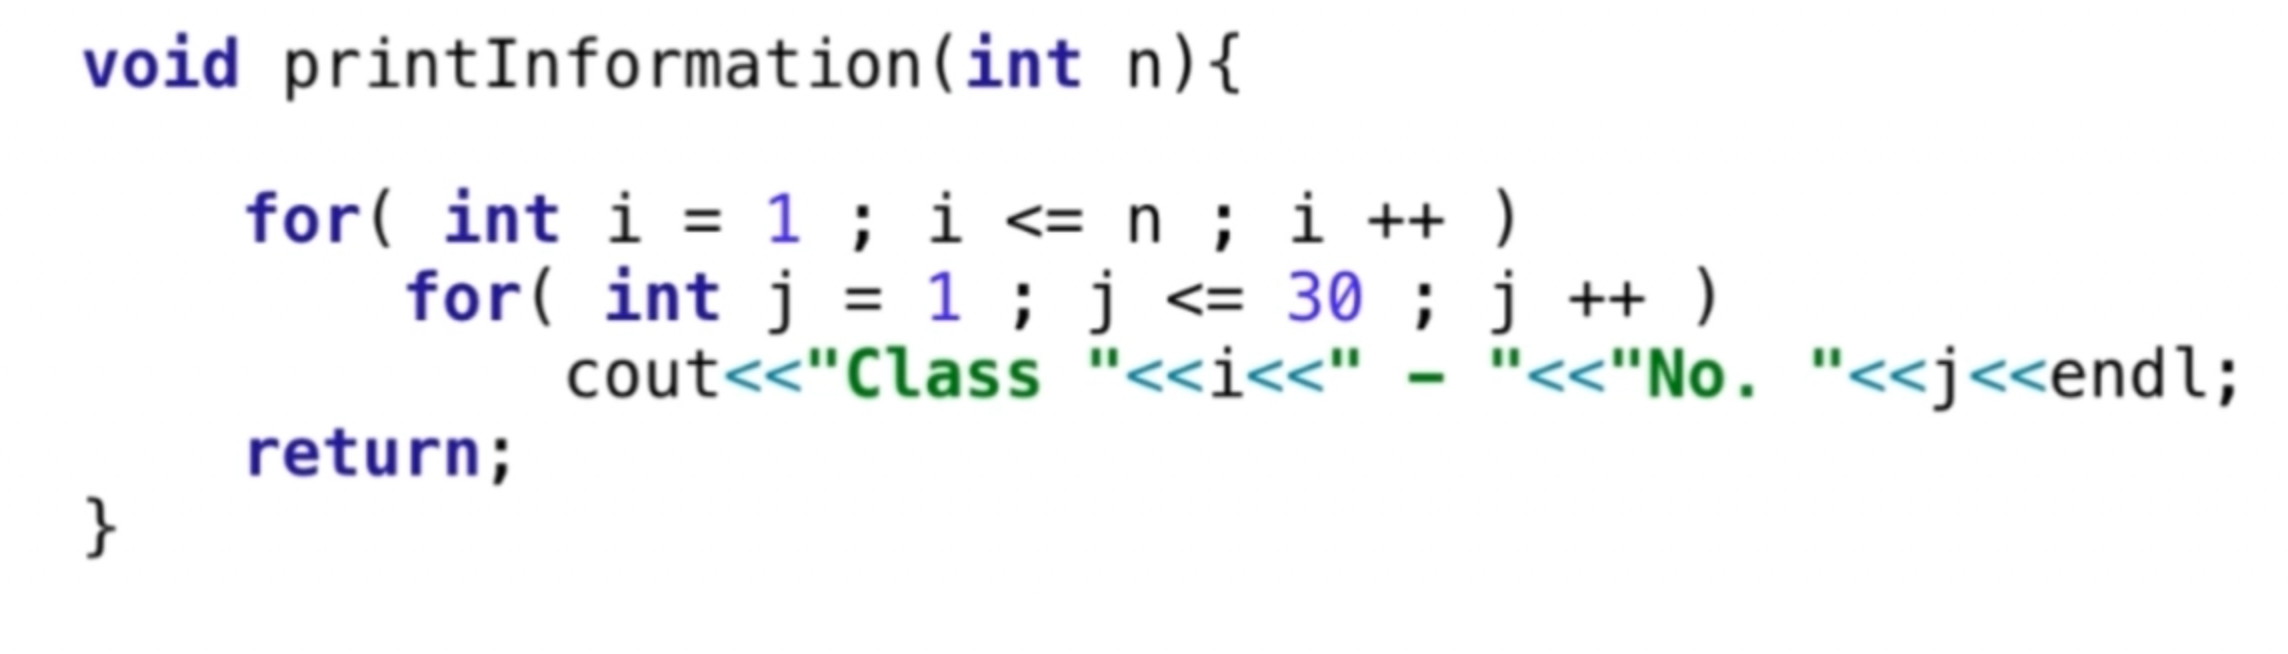 void printInformation(int n){
for( int i = 1 ; i <= n ; i ++ )
for( int j = 1 ; j <= 30 ; j ++ )
cout<<"Class "<<i<<" – "<<"No. "<<j<<endl;
return;
}